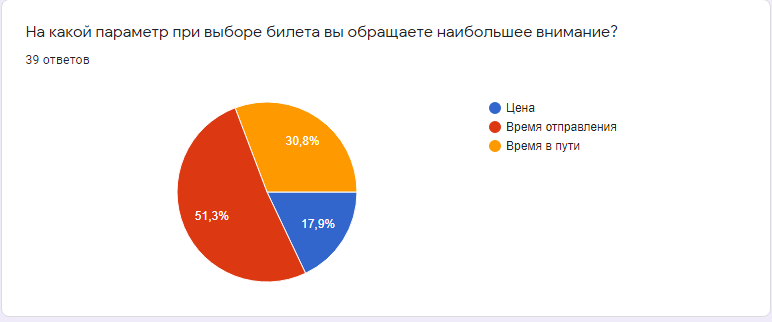 На какой параметр при выборе билета вы обращаете наибольшее внимание?
39 ответов
Цена
Время отправления
Время в пути
30,8%
51,3%
17,9%